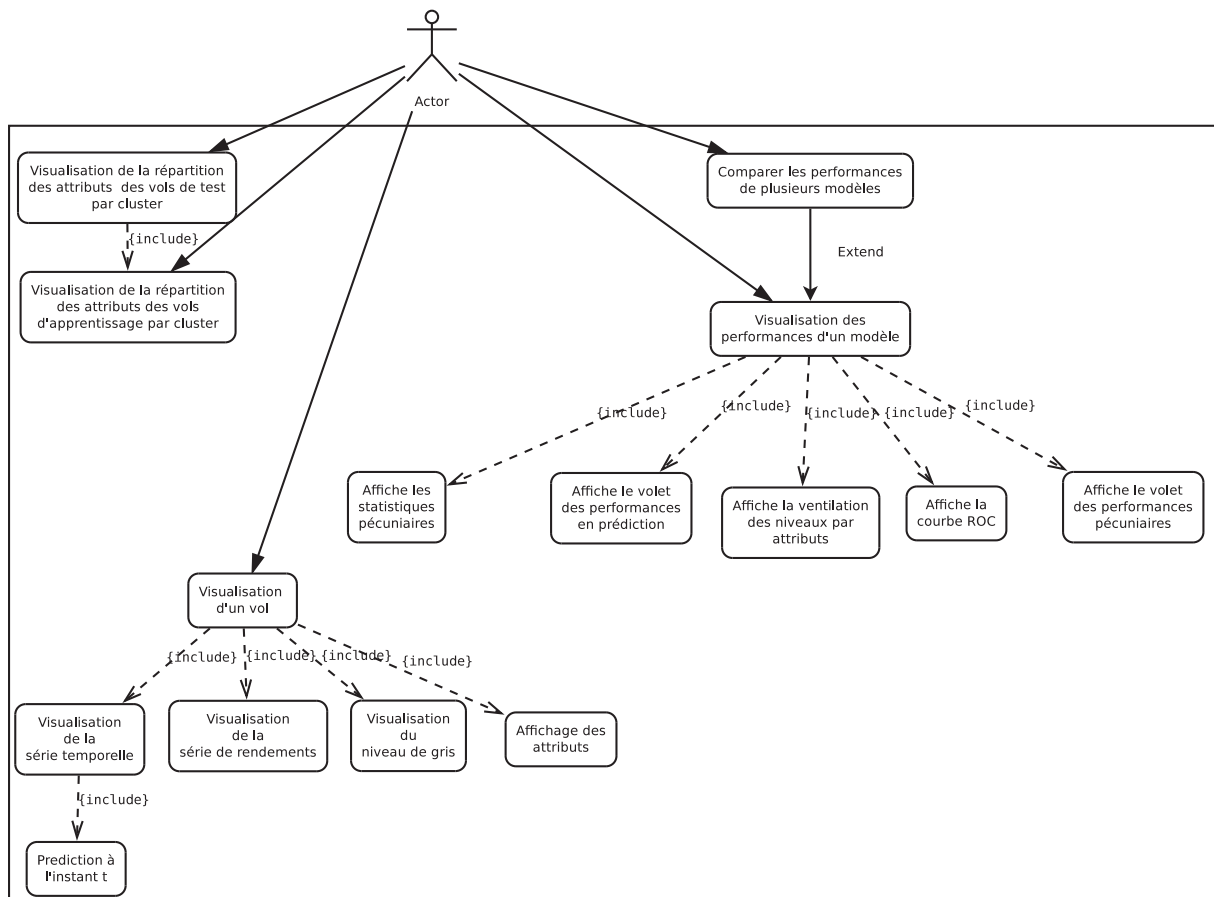 Actor
Visualisation de la répartition
des attributs des vols de test
par cluster
{include}
Visualisation de la répartition
des attributs des vols
d'apprentissage par cluster
Comparer les performances
de plusieurs modèles
Extend
Visualisation des
performances d'un modèle
{include}
{include}
{include}
{include}
{include}
Affiche les
statistiques
pécuniaires
Affiche le volet
des performances
en prédiction
Affiche la ventilation
des niveaux par
attributs
Affiche la
courbe ROC
Affiche le volet
des performances
pécuniaires
Visualisation
d'un vol
{include}
{include}
{include}
{include}
Visualisation
de la
série temporelle
Visualisation
de la
série de rendements
Visualisation
du
niveau de gris
Affichage des
attributs
{include}
Prediction à
l'instant t